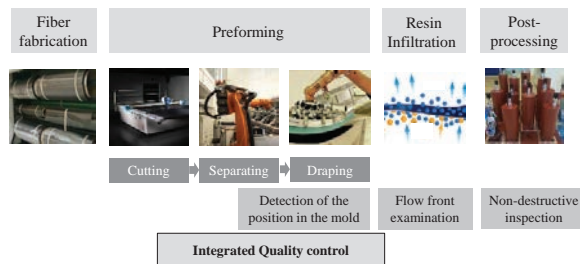 Fiber
fabrication
Preforming
Resin
Infiltration
Post-
processing
Cutting
Separating
Draping
Detection of the
position in the mold
Flow front
examination
Non-destructive
inspection
Integrated Quality control